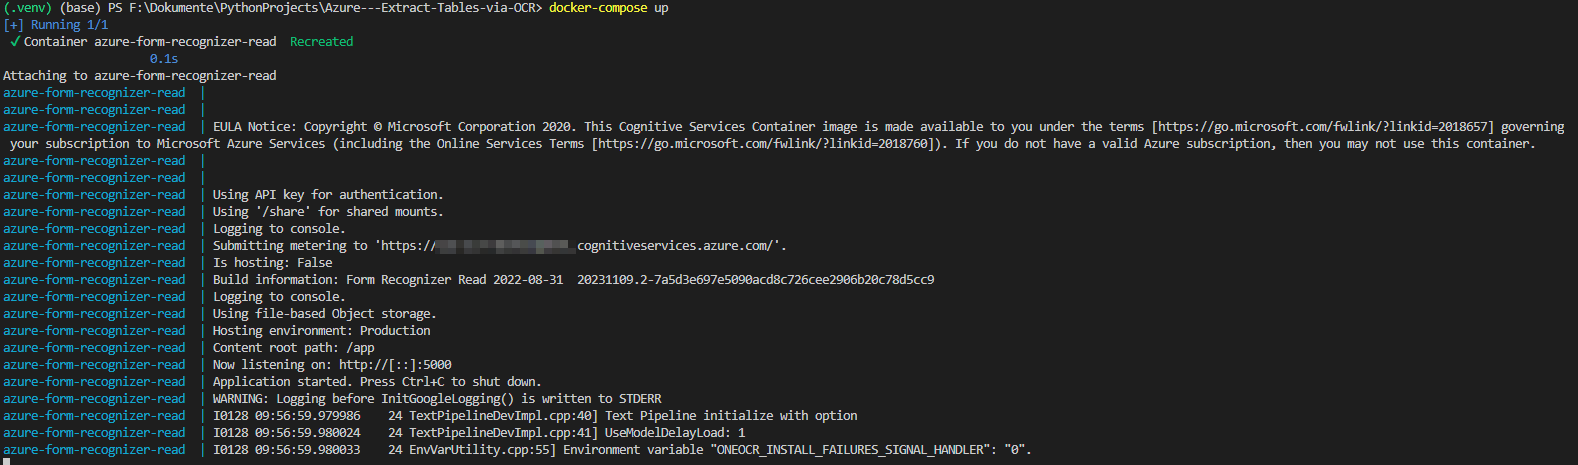 (.venv) (base) PS F:\Dokumente\PythonProjects\Azure---Extract-Tables-via-OCR> docker-compose up
[+] Running 1/1
✓ Container azure-form-recognizer-read  Recreated
0.1s
Attaching to azure-form-recognizer-read
azure-form-recognizer-read  |
azure-form-recognizer-read  |
azure-form-recognizer-read  | EULA Notice: Copyright © Microsoft Corporation 2020. This Cognitive Services Container image is made available to you under the terms [https://go.microsoft.com/fwlink/?linkid=2018657] governing
your subscription to Microsoft Azure Services (including the Online Services Terms [https://go.microsoft.com/fwlink/?linkid=2018760]). If you do not have a valid Azure subscription, then you may not use this container.
azure-form-recognizer-read  |
azure-form-recognizer-read  |
azure-form-recognizer-read  | Using API key for authentication.
azure-form-recognizer-read  | Using '/share' for shared mounts.
azure-form-recognizer-read  | Logging to console.
azure-form-recognizer-read  | Submitting metering to 'https:// .cognitiveservices.azure.com/'.
azure-form-recognizer-read  | Is hosting: False
azure-form-recognizer-read  | Build information: Form Recognizer Read 2022-08-31  20231109.2-7a5d3e697e5090acd8c726cee2906b20c78d5cc9
azure-form-recognizer-read  | Logging to console.
azure-form-recognizer-read  | Using file-based Object storage.
azure-form-recognizer-read  | Hosting environment: Production
azure-form-recognizer-read  | Content root path: /app
azure-form-recognizer-read  | Now listening on: http://[::]:5000
azure-form-recognizer-read  | Application started. Press Ctrl+C to shut down.
azure-form-recognizer-read  | WARNING: Logging before InitGoogleLogging() is written to STDERR
azure-form-recognizer-read  | I0128 09:56:59.979986    24 TextPipelineDevImpl.cpp:40] Text Pipeline initialize with option
azure-form-recognizer-read  | I0128 09:56:59.980024    24 TextPipelineDevImpl.cpp:41] UseModelDelayLoad: 1
azure-form-recognizer-read  | I0128 09:56:59.980033    24 EnvVarUtility.cpp:55] Environment variable "ONEOCR_INSTALL_FAILURES_SIGNAL_HANDLER": "0".